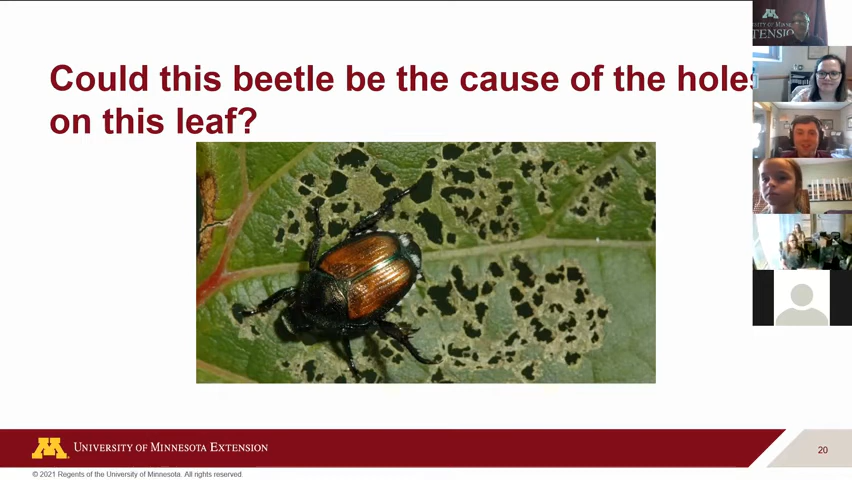 Could this beetle be the cause of the holes
on this leaf?
UNIVERSITY OF MINNESOTA EXTENSION
20
© 2021 Regents of the University of Minnesota. All rights reserved.